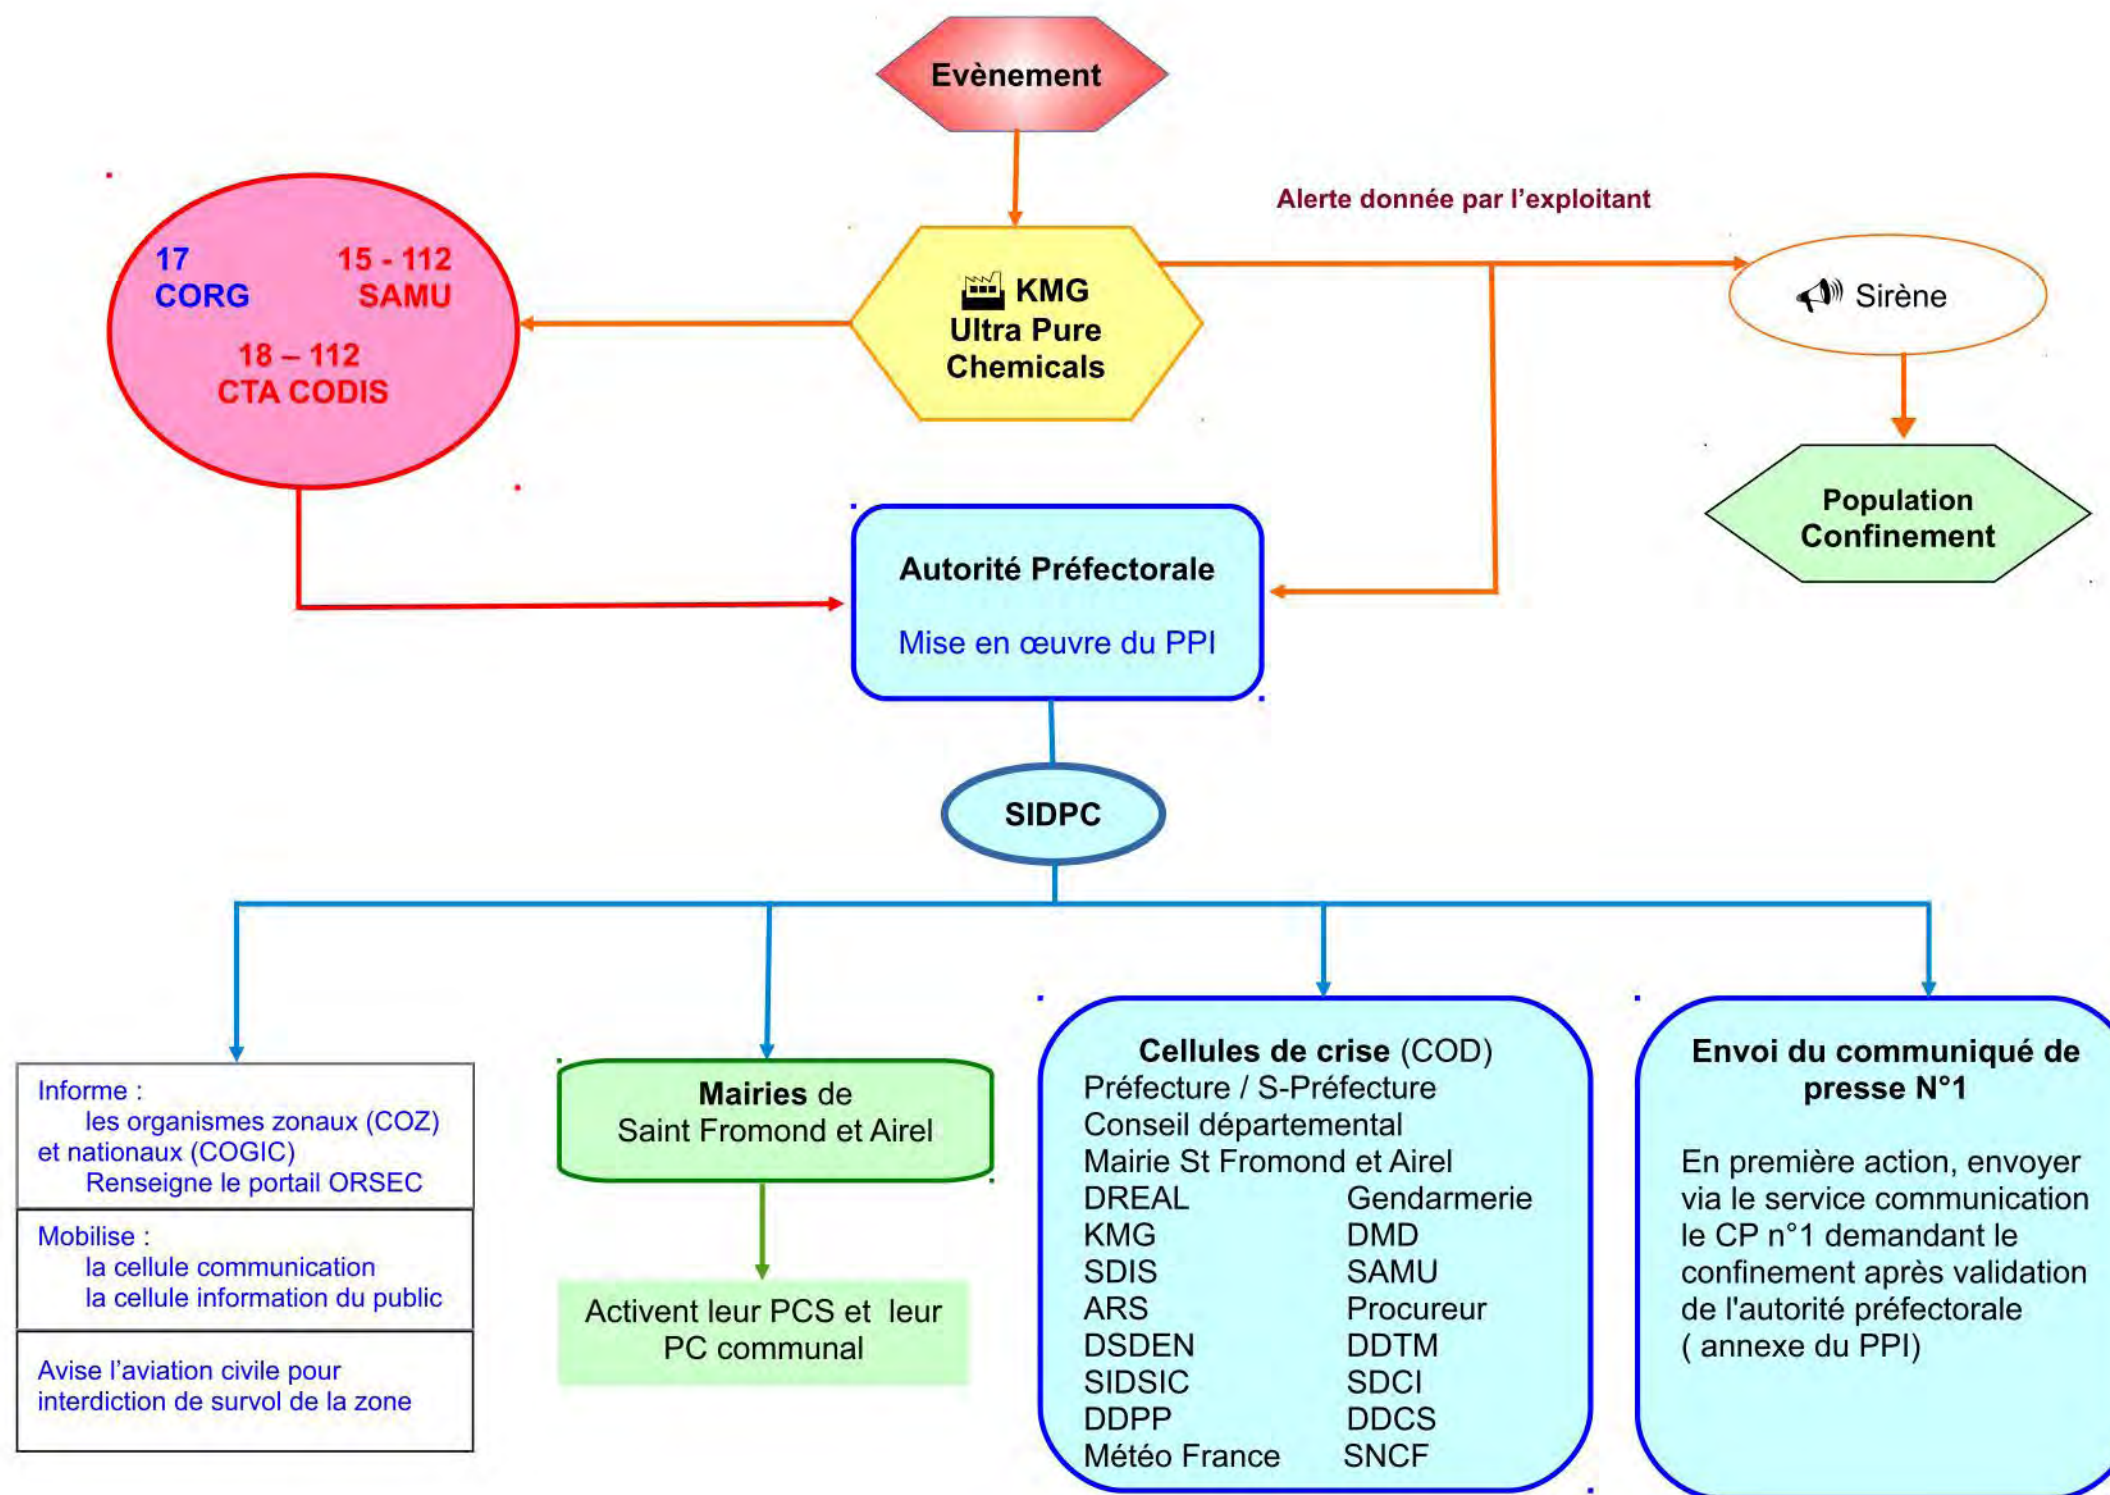 Evènement
Alerte donnée par l'exploitant
17
CORG
15 - 112
SAMU
18 – 112
CTA CODIS
KMG
Ultra Pure
Chemicals
Sirène
Population
Confinement
Autorité Préfectorale
Mise en œuvre du PPI
SIDPC
Informe :
les organismes zonaux (COZ)
et nationaux (COGIC)
Renseigne le portail ORSEC
Mobilise :
la cellule communication
la cellule information du public
Avise l'aviation civile pour
interdiction de survol de la zone
Mairies de
Saint Fromond et Airel
Activent leur PCS et leur
PC communal
Cellules de crise (COD)
Préfecture / S-Préfecture
Conseil départemental
Mairie St Fromond et Airel
DREAL Gendarmerie
KMG DMD
SDIS SAMU
ARS Procureur
DSDEN DDTM
SIDSIC SDCI
DDPP DDCS
Météo France SNCF
Envoi du communiqué de
presse N°1
En première action, envoyer
via le service communication
le CP n°1 demandant le
confinement après validation
de l'autorité préfectorale
( annexe du PPI)